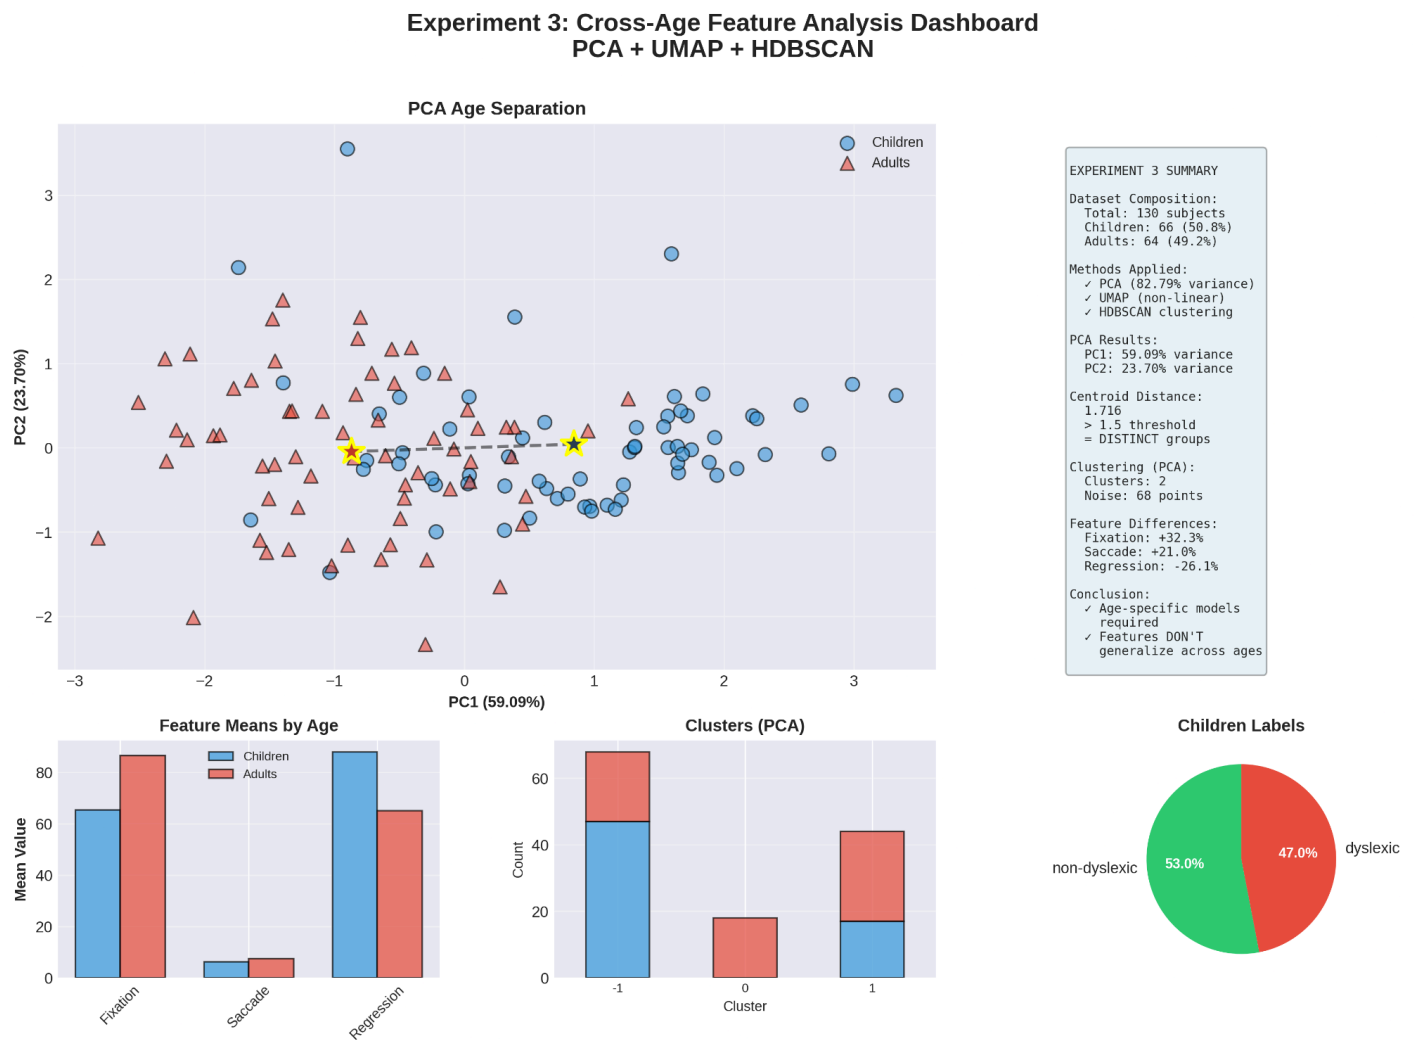 Experiment 3: Cross-Age Feature Analysis Dashboard
PCA + UMAP + HDBSCAN
PCA Age Separation
Children
Adults
3
2
1
0
−1
−2
PC2 (23.70%)
−3
−2
−1
0
1
2
3
PC1 (59.09%)
EXPERIMENT 3 SUMMARY
Dataset Composition:
Total: 130 subjects
Children: 66 (50.8%)
Adults: 64 (49.2%)
Methods Applied:
✓ PCA (82.79% variance)
✓ UMAP (non-linear)
✓ HDBSCAN clustering
PCA Results:
PC1: 59.09% variance
PC2: 23.70% variance
Centroid Distance:
1.716
> 1.5 threshold
= DISTINCT groups
Clustering (PCA):
Clusters: 2
Noise: 68 points
Feature Differences:
Fixation: +32.3%
Saccade: +21.0%
Regression: -26.1%
Conclusion:
✓ Age-specific models
required
✓ Features DON'T
generalize across ages
Feature Means by Age
Children
Adults
80
60
40
20
0
Mean Value
Fixation
Saccade
Regression
Clusters (PCA)
60
40
20
0
Count
-1
0
1
Cluster
Children Labels
non-dyslexic
53.0%
47.0%
dyslexic